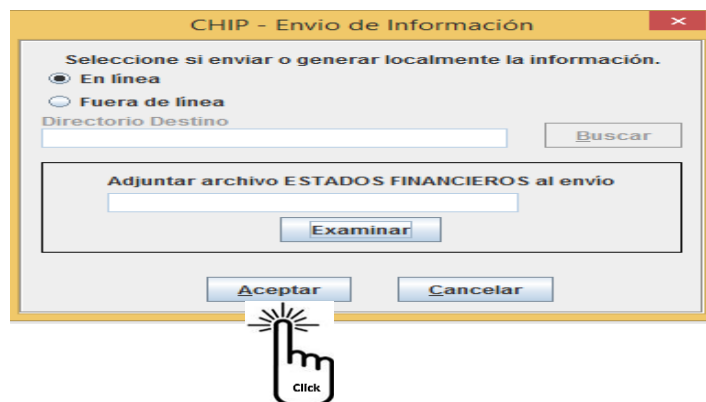 CHIP - Envio de Información
Seleccione si enviar o generar localmente la información.
En línea
Fuera de línea
Directorio Destino
Buscar
Adjuntar archivo ESTADOS FINANCIEROS al envío
Examinar
Aceptar
Cancelar
Click